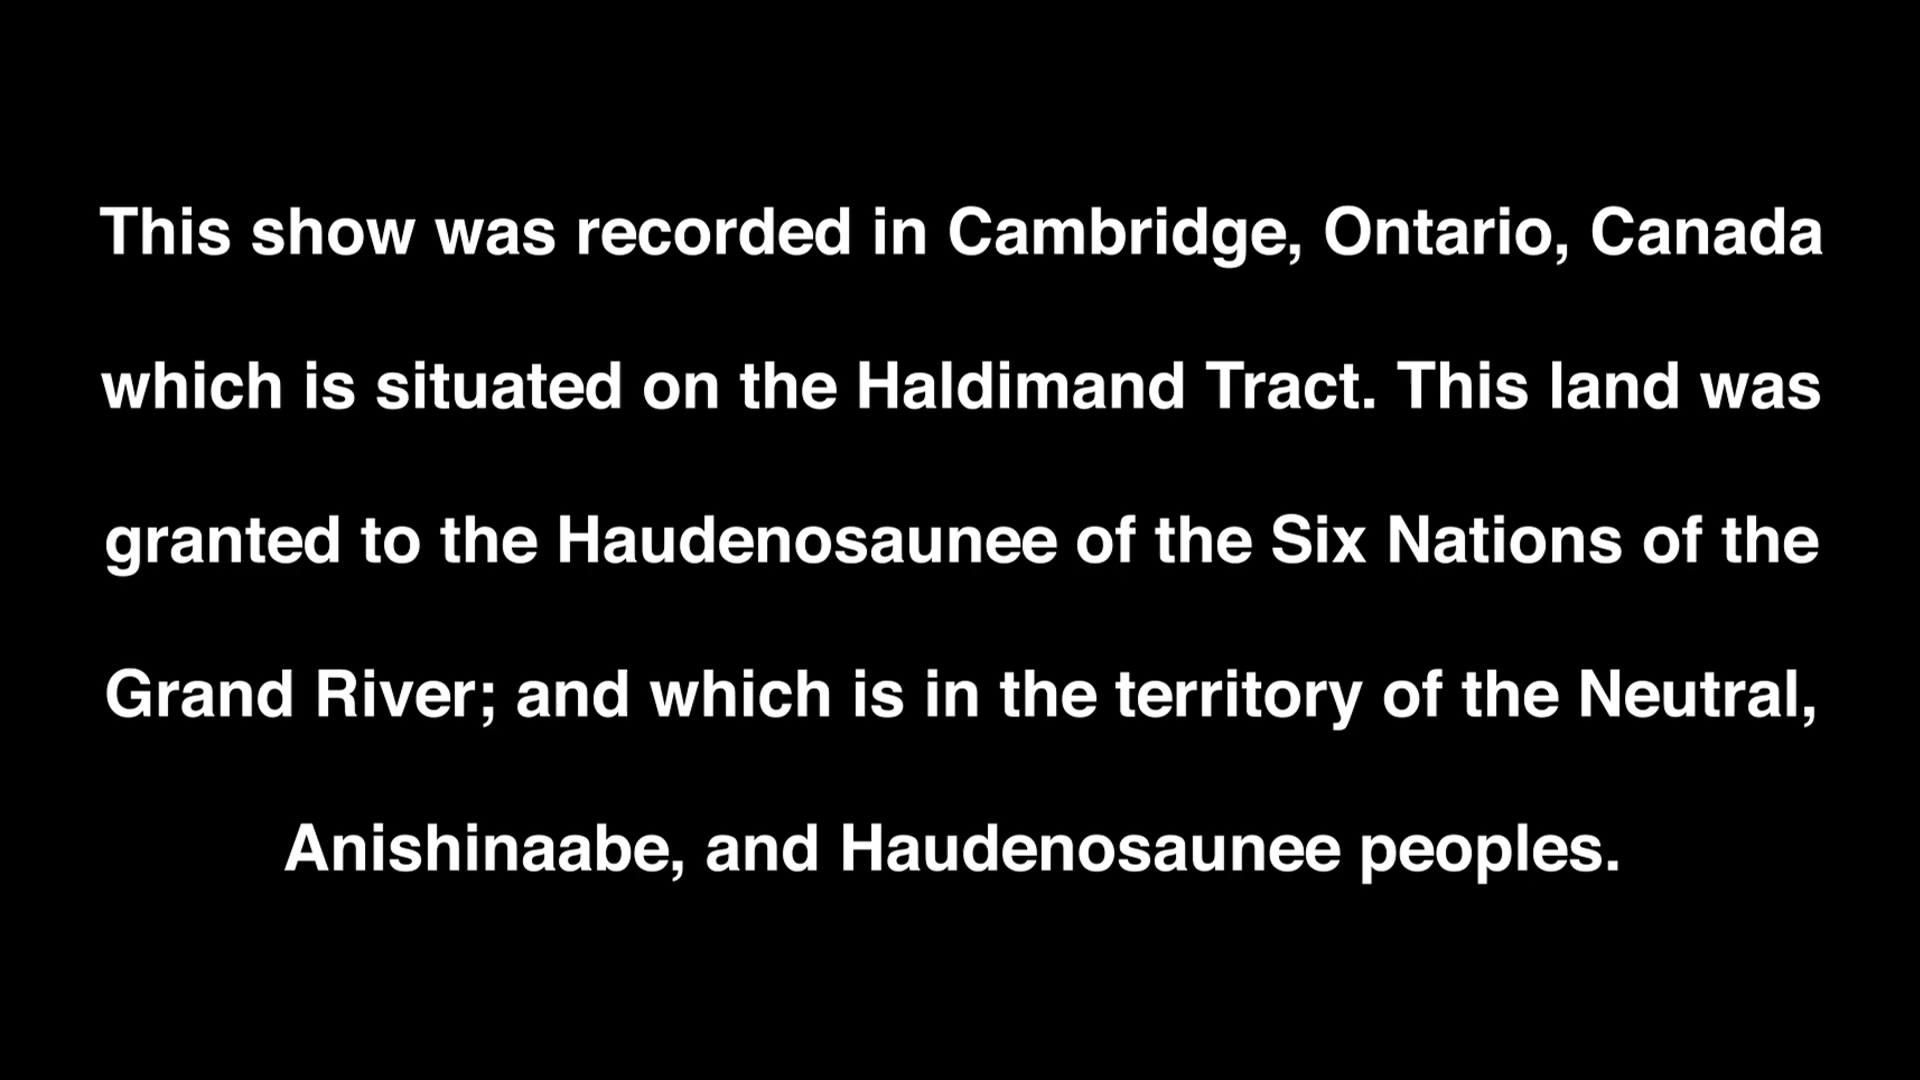 This show was recorded in Cambridge, Ontario, Canada
which is situated on the Haldimand Tract. This land was
granted to the Haudenosaunee of the Six Nations of the
Grand River; and which is in the territory of the Neutral,
Anishinaabe, and Haudenosaunee peoples.